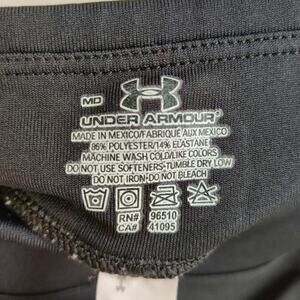 MD
UNDER ARMOUR
MADE IN MEXICO/FABRIQUÉ AUX MEXICO
86% POLYESTER/14% ELASTANE
MACHINE WASH COLD/LIKE COLORS
DO NOT USE SOFTENERS·TUMBLE DRY LOW
DO NOT IRON·DO NOT BLEACH
RN# 96510
CA# 41095